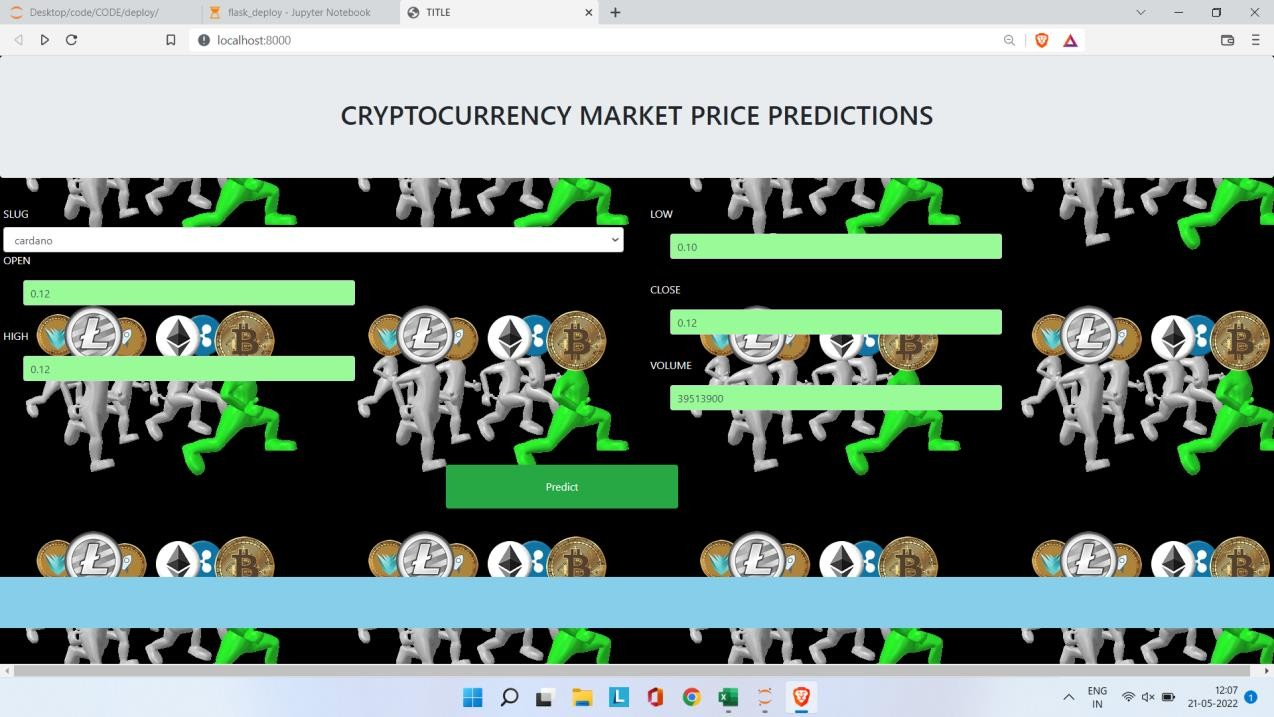 Desktop/code/CODE/deploy/
flask_deploy - Jupyter Notebook
TITLE
localhost:8000
CRYPTOCURRENCY MARKET PRICE PREDICTIONS
SLUG
cardano
OPEN
0.12
HIGH
0.12
LOW
0.10
CLOSE
0.12
VOLUME
39513900
Predict
ENG
IN
12:07
21-05-2022
1